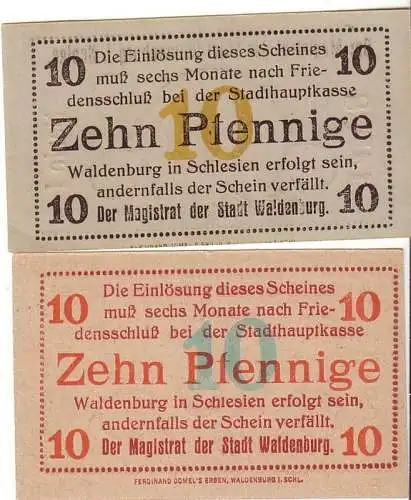 10 Die Einlösung dieses Scheines 10
muß sechs Monate nach Frie-
densschluß bei der Stadthauptkasse
10
Zehn Pfennige
Waldenburg in Schlesien erfolgt sein,
andernfalls der Schein verfällt.
10 Der Magistrat der Stadt Waldenburg. 10
10 Die Einlösung dieses Scheines 10
muß sechs Monate nach Frie-
densschluß bei der Stadthauptkasse
10
Zehn Pfennige
Waldenburg in Schlesien erfolgt sein,
andernfalls der Schein verfällt.
10 Der Magistrat der Stadt Waldenburg. 10
FERDINAND DOMEL'S ERBEN, WALDENBURG I. SCHL.